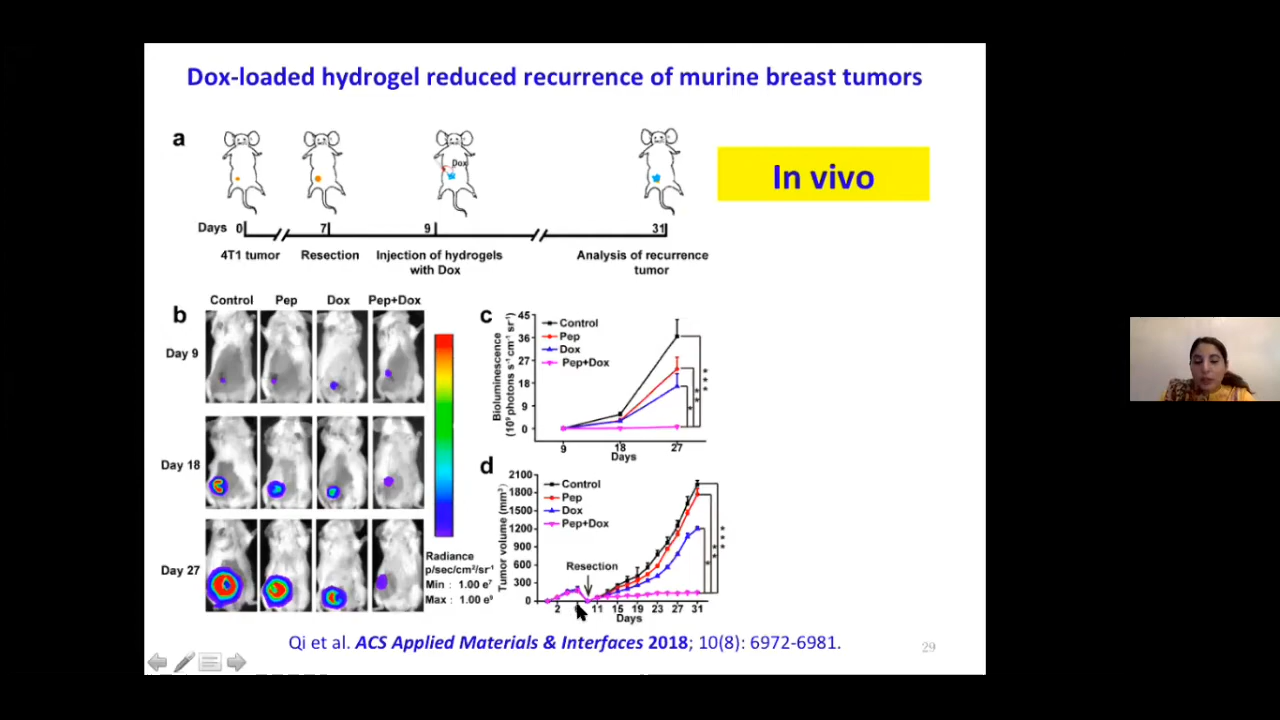 Dox-loaded hydrogel reduced recurrence of murine breast tumors
a
Dox
In vivo
Days 0 7 9 31
4T1 tumor Resection Injection of hydrogels with Dox Analysis of recurrence tumor
b
Control Pep Dox Pep+Dox
Day 9
Day 18
Day 27
Radiance
p/sec/cm²/sr⁻¹
Min : 1.00 e⁷
Max : 1.00 e⁹
c
Bioluminescence
(10⁹ photons s⁻¹ cm⁻¹ sr⁻¹)
45
36
27
18
9
0
Control
Pep
Dox
Pep+Dox
* ** ***
9 18 27
Days
d
Tumor volume (mm³)
2100
1800
1500
1200
900
600
300
0
Control
Pep
Dox
Pep+Dox
Resection
* ** ***
2 11 15 19 23 27 31
Days
Qi et al. ACS Applied Materials & Interfaces 2018; 10(8): 6972-6981.
29